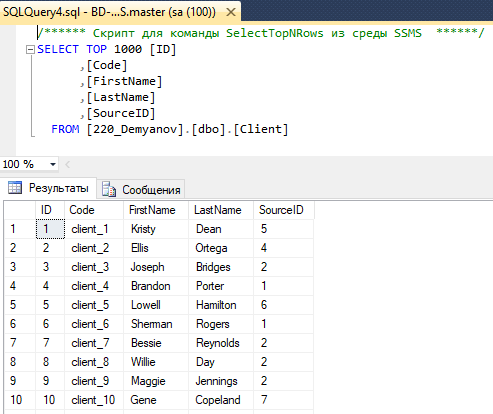 SQLQuery4.sql - BD-...S.master (sa (100))
/****** Скрипт для команды SelectTopNRows из среды SSMS  ******/
SELECT TOP 1000 [ID]
,[Code]
,[FirstName]
,[LastName]
,[SourceID]
FROM [220_Demyanov].[dbo].[Client]
100 %
Результаты Сообщения
ID Code FirstName LastName SourceID
1 1 client_1 Kristy Dean 5
2 2 client_2 Ellis Ortega 4
3 3 client_3 Joseph Bridges 2
4 4 client_4 Brandon Porter 1
5 5 client_5 Lowell Hamilton 6
6 6 client_6 Sherman Rogers 1
7 7 client_7 Bessie Reynolds 2
8 8 client_8 Willie Day 2
9 9 client_9 Maggie Jennings 2
10 10 client_10 Gene Copeland 7